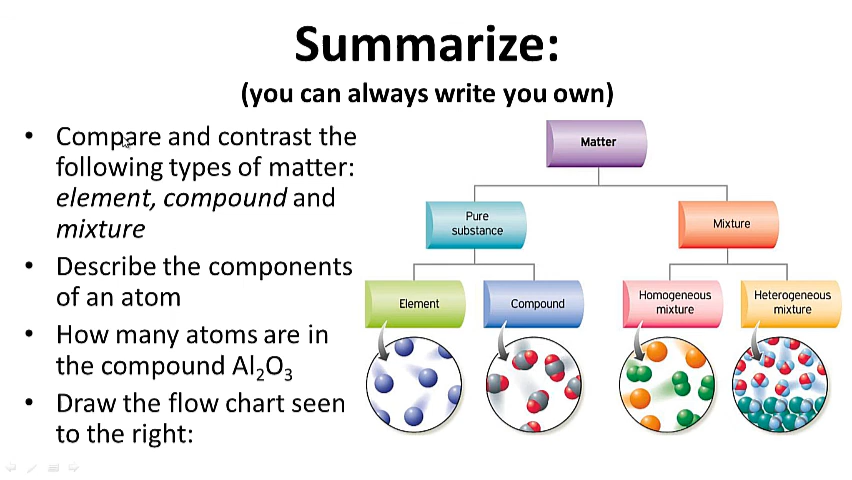 Summarize:
(you can always write you own)
• Compare and contrast the
following types of matter:
element, compound and
mixture
• Describe the components
of an atom
• How many atoms are in
the compound Al₂O₃
• Draw the flow chart seen
to the right:
Matter
Pure
substance
Mixture
Element
Compound
Homogeneous
mixture
Heterogeneous
mixture